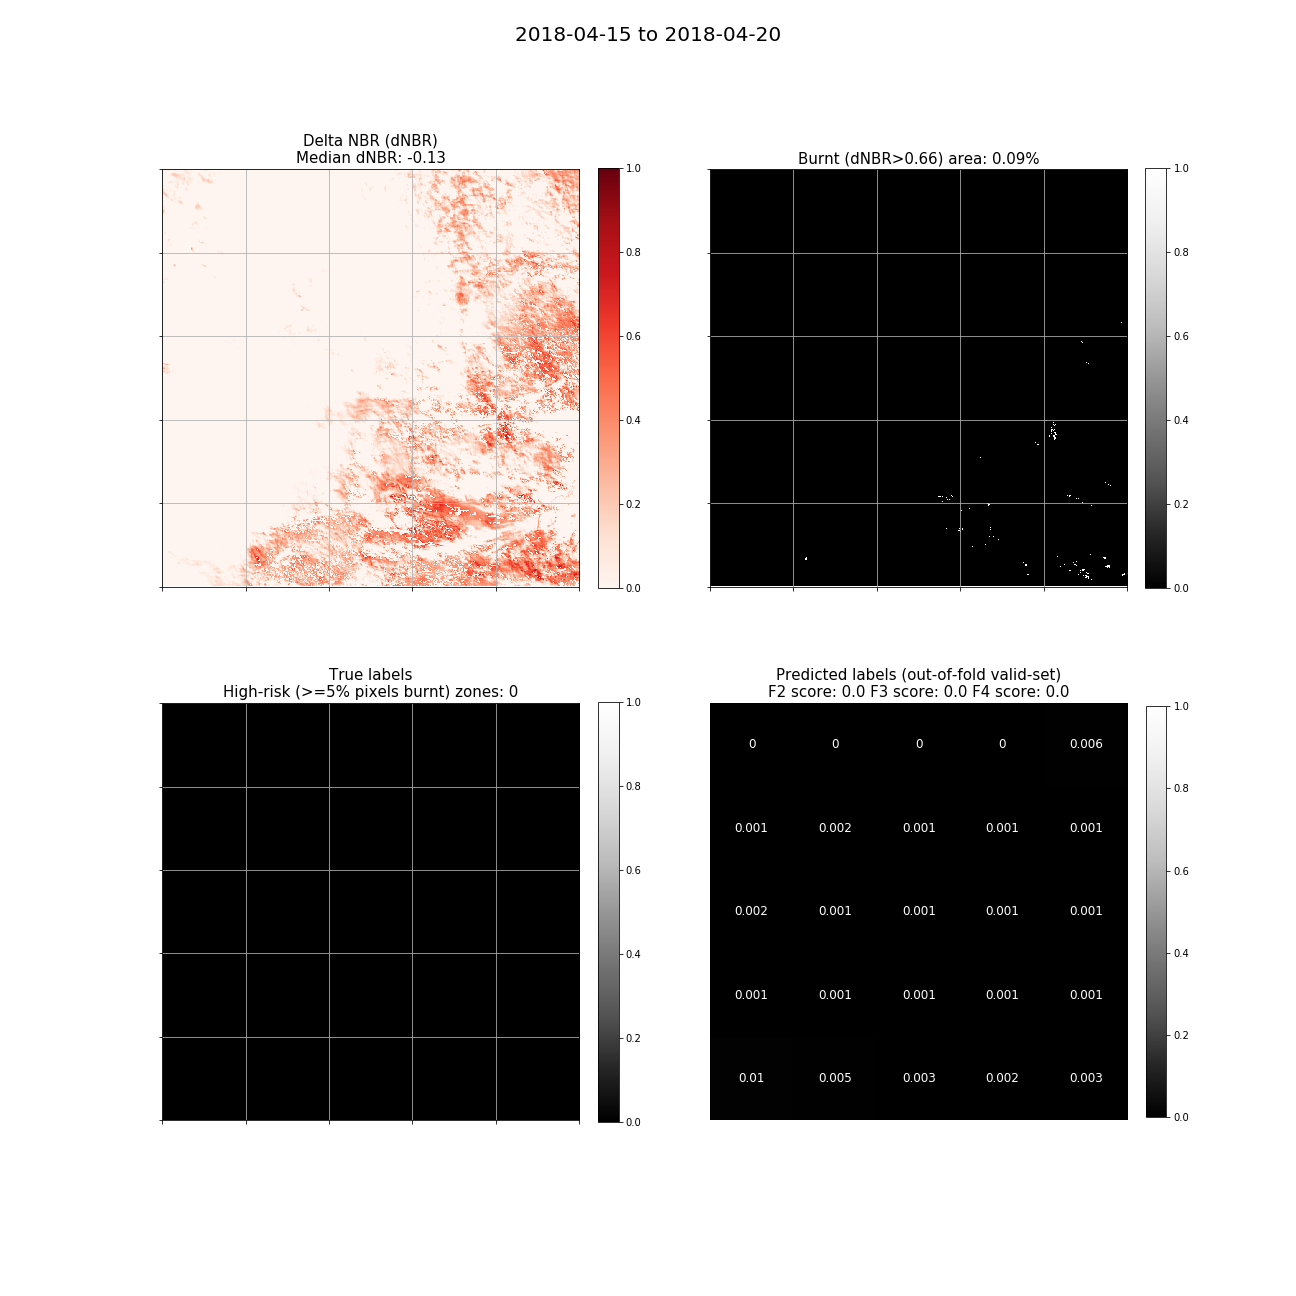 2018-04-15 to 2018-04-20
Delta NBR (dNBR)
Median dNBR: -0.13
1.0
0.8
0.6
0.4
0.2
0.0
Burnt (dNBR>0.66) area: 0.09%
1.0
0.8
0.6
0.4
0.2
0.0
True labels
High-risk (>=5% pixels burnt) zones: 0
1.0
0.8
0.6
0.4
0.2
0.0
Predicted labels (out-of-fold valid-set)
F2 score: 0.0 F3 score: 0.0 F4 score: 0.0
0 0 0 0 0.006
0.001 0.002 0.001 0.001 0.001
0.002 0.001 0.001 0.001 0.001
0.001 0.001 0.001 0.001 0.001
0.01 0.005 0.003 0.002 0.003
1.0
0.8
0.6
0.4
0.2
0.0